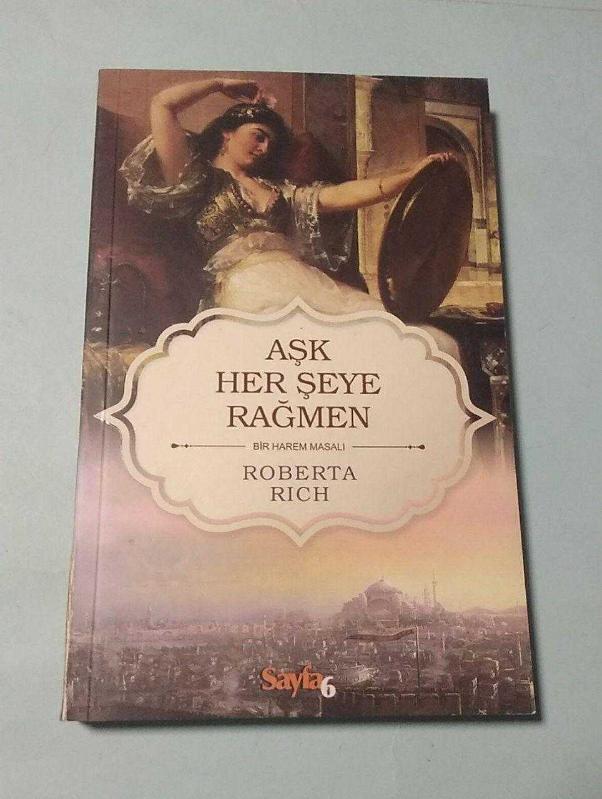 AŞK
HER ŞEYE
RAĞMEN
BİR HAREM MASALI
ROBERTA
RICH
Sayfa6